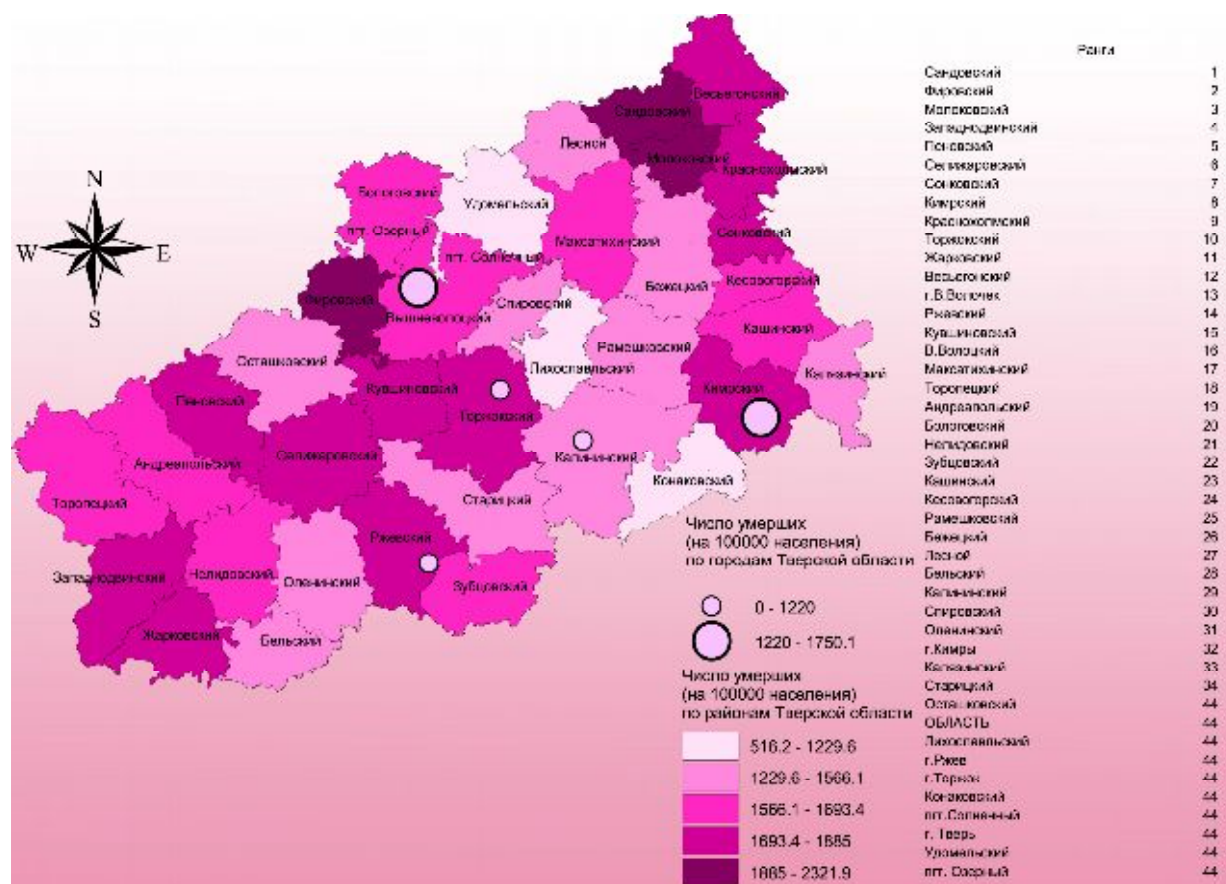 Ранги
Сандовский 1
Фировский 2
Молоковский 3
Западнодвинский 4
Пеновский 5
Селижаровский 6
Сонковский 7
Кимрский 8
Краснохолмский 9
Торжокский 10
Жарковский 11
Весьегонский 12
г.В.Волочек 13
Ржевский 14
Кувшиновский 15
В.Волоцкий 16
Максатихинский 17
Торопецкий 18
Андреапольский 19
Бологовский 20
Нелидовский 21
Зубцовский 22
Кашинский 23
Кесовогорский 24
Рамешковский 25
Бежецкий 26
Лесной 27
Бельский 28
Калининский 29
Спировский 30
Оленинский 31
г.Кимры 32
Калязинский 33
Старицкий 34
Осташковский 44
ОБЛАСТЬ 44
Лихославльский 44
г.Ржев 44
г.Торжок 44
Конаковский 44
пгт.Солнечный 44
г. Тверь 44
Удомельский 44
пгт. Озерный 44
N
W E
S
Весьегонский
Сандовский
Лесной
Молоковский
Краснохолмский
Бологовский
Удомельский
пгт. Озерный
Максатихинский
Сонковский
пгт. Солнечный
Бежецкий
Кесовогорский
Фировский
Спировский
Вышневолоцкий
Кашинский
Рамешковский
Осташковский
Лихославльский
Калязинский
Кувшиновский
Кимрский
Пеновский
Торжокский
Селижаровский
Калининский
Андреапольский
Конаковский
Старицкий
Торопецкий
Ржевский
Западнодвинский
Нелидовский
Оленинский
Зубцовский
Жарковский
Бельский
Число умерших
(на 100000 населения)
по городам Тверской области
0 - 1220
1220 - 1750.1
Число умерших
(на 100000 населения)
по районам Тверской области
516.2 - 1229.6
1229.6 - 1566.1
1566.1 - 1693.4
1693.4 - 1885
1885 - 2321.9